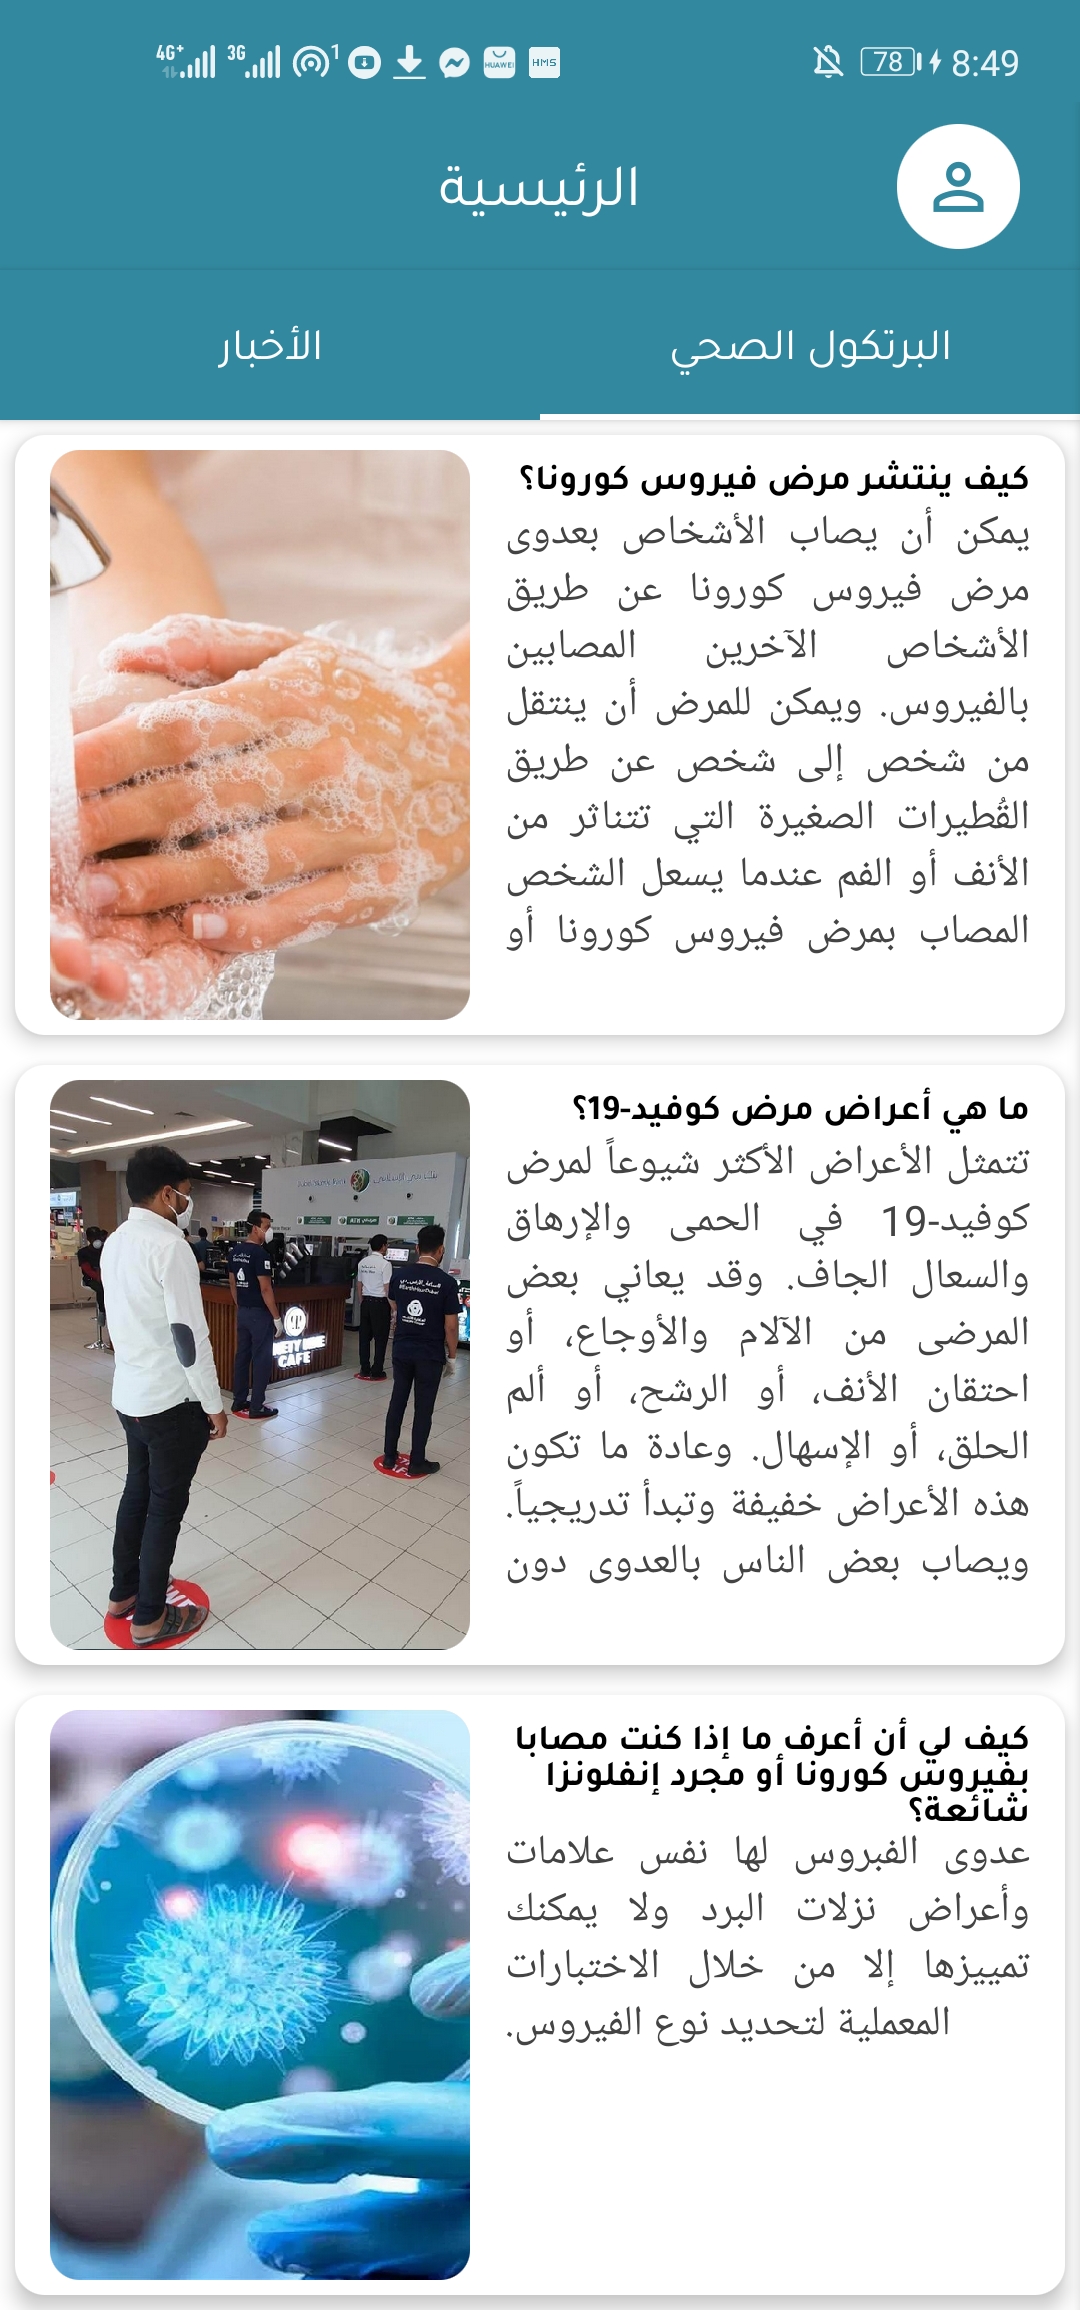 4G+ 3G 1 HUAWEI HMS 78 8:49
الرئيسية
البرتكول الصحي
الأخبار
كيف ينتشر مرض فيروس كورونا؟
يمكن أن يصاب الأشخاص بعدوى
مرض فيروس كورونا عن طريق
الأشخاص الآخرين المصابين
بالفيروس. ويمكن للمرض أن ينتقل
من شخص إلى شخص عن طريق
القُطيرات الصغيرة التي تتناثر من
الأنف أو الفم عندما يسعل الشخص
المصاب بمرض فيروس كورونا أو
ما هي أعراض مرض كوفيد-19؟
تتمثل الأعراض الأكثر شيوعاً لمرض
كوفيد-19 في الحمى والإرهاق
والسعال الجاف. وقد يعاني بعض
المرضى من الآلام والأوجاع، أو
احتقان الأنف، أو الرشح، أو ألم
الحلق، أو الإسهال. وعادة ما تكون
هذه الأعراض خفيفة وتبدأ تدريجياً.
ويصاب بعض الناس بالعدوى دون
CAFE
كيف لي أن أعرف ما إذا كنت مصابا
بفيروس كورونا أو مجرد إنفلونزا
شائعة؟
عدوى الفبروس لها نفس علامات
وأعراض نزلات البرد ولا يمكنك
تمييزها إلا من خلال الاختبارات
المعملية لتحديد نوع الفيروس.